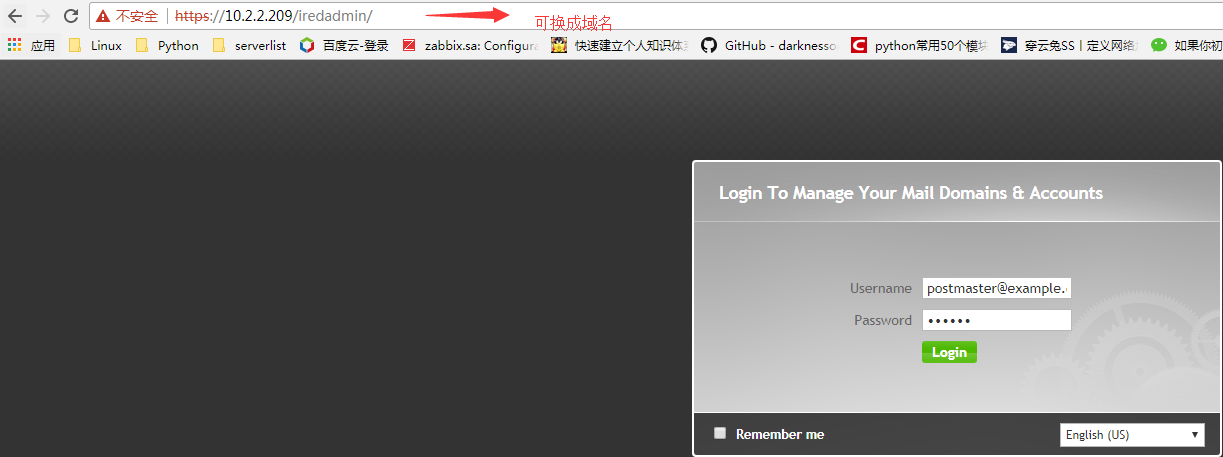 不安全 https://10.2.2.209/iredadmin/
可换成域名
应用 Linux Python serverlist 百度云-登录 zabbix.sa: Configura 快速建立个人知识体 GitHub - darknesso python常用50个模块 穿云兔SS丨定义网络 如果你初
Login To Manage Your Mail Domains & Accounts
Username postmaster@example.
Password ••••••
Login
Remember me English (US)